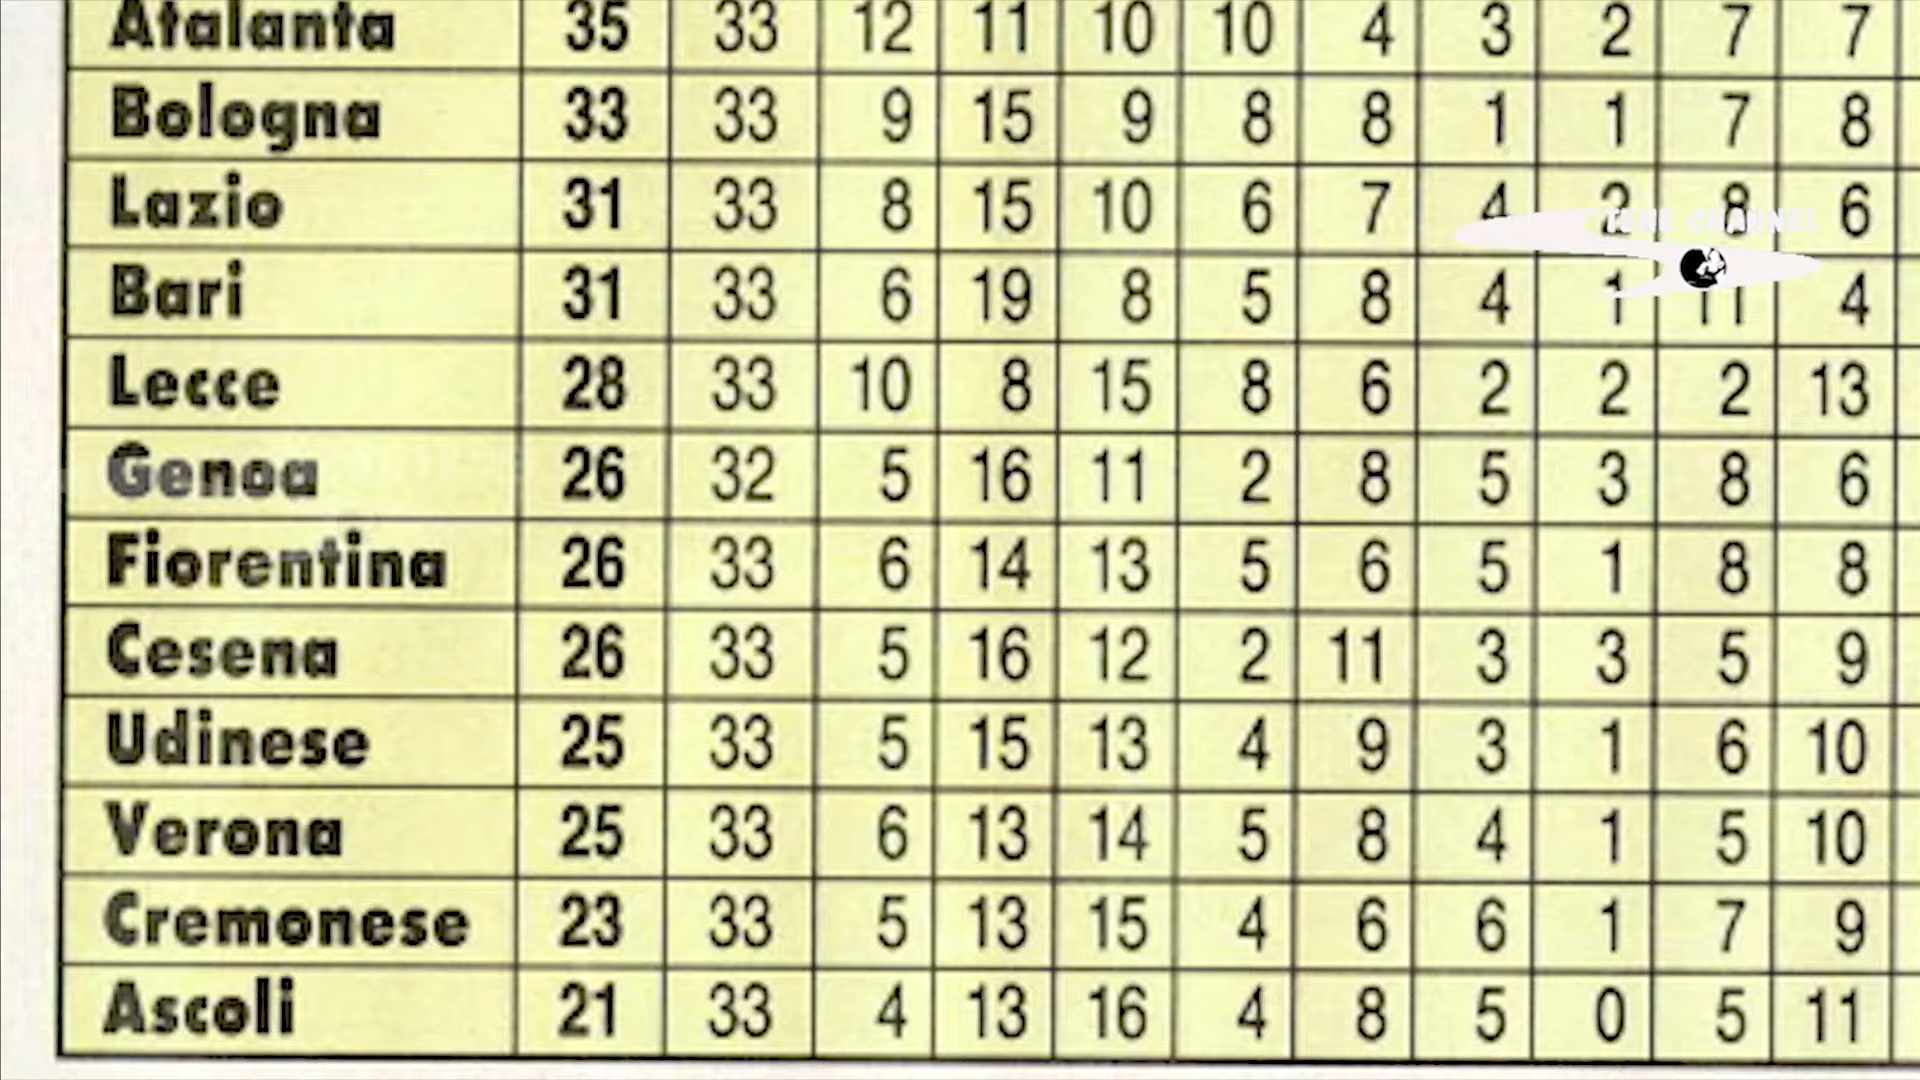 Atalanta 35 33 12 11 10 10 4 3 2 7 7
Bologna 33 33 9 15 9 8 8 1 1 7 8
Lazio 31 33 8 15 10 6 7 4 2 8 6
Bari 31 33 6 19 8 5 8 4 1 11 4
Lecce 28 33 10 8 15 8 6 2 2 2 13
Genoa 26 32 5 16 11 2 8 5 3 8 6
Fiorentina 26 33 6 14 13 5 6 5 1 8 8
Cesena 26 33 5 16 12 2 11 3 3 5 9
Udinese 25 33 5 15 13 4 9 3 1 6 10
Verona 25 33 6 13 14 5 8 4 1 5 10
Cremonese 23 33 5 13 15 4 6 6 1 7 9
Ascoli 21 33 4 13 16 4 8 5 0 5 11
CHANNEL